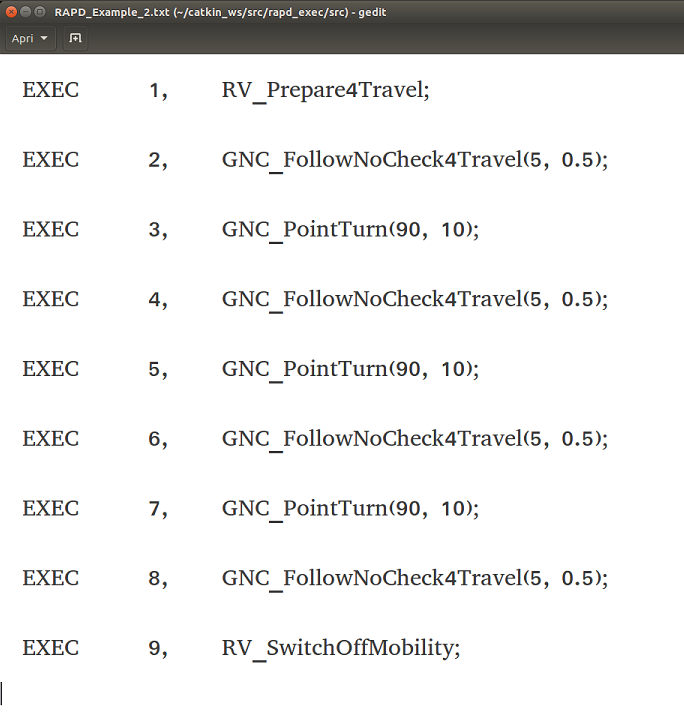 RAPD_Example_2.txt (~/catkin_ws/src/rapd_exec/src) - gedit
Apri
EXEC 1, RV_Prepare4Travel;
EXEC 2, GNC_FollowNoCheck4Travel(5, 0.5);
EXEC 3, GNC_PointTurn(90, 10);
EXEC 4, GNC_FollowNoCheck4Travel(5, 0.5);
EXEC 5, GNC_PointTurn(90, 10);
EXEC 6, GNC_FollowNoCheck4Travel(5, 0.5);
EXEC 7, GNC_PointTurn(90, 10);
EXEC 8, GNC_FollowNoCheck4Travel(5, 0.5);
EXEC 9, RV_SwitchOffMobility;